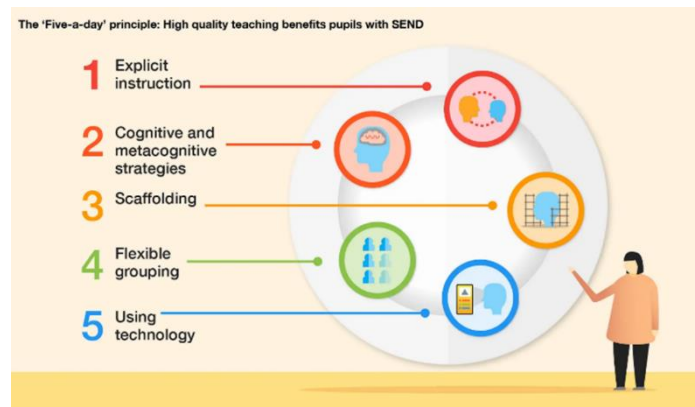 The 'Five-a-day' principle: High quality teaching benefits pupils with SEND
1 Explicit
instruction
2 Cognitive and
metacognitive
strategies
3 Scaffolding
4 Flexible
grouping
5 Using
technology